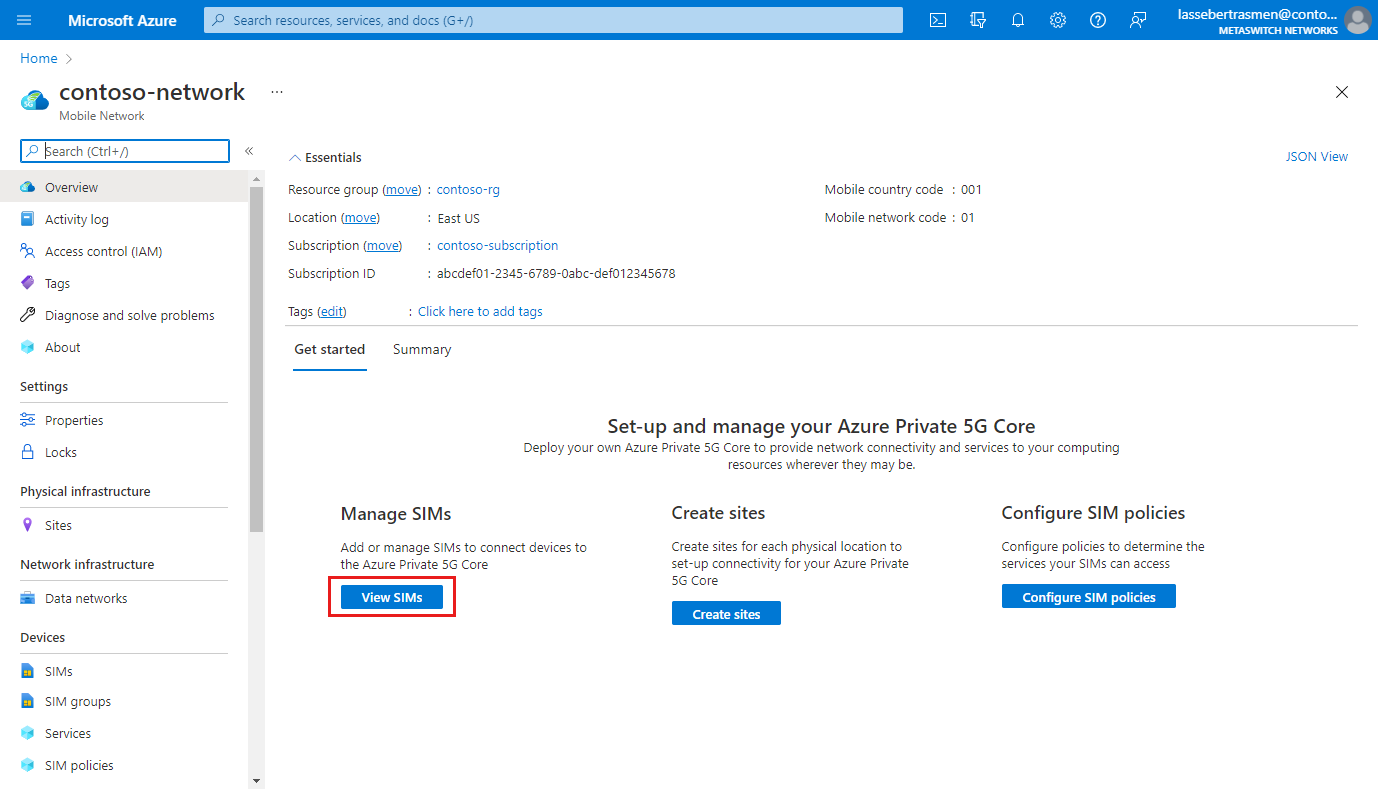 Microsoft Azure
Search resources, services, and docs (G+/)
lassebertrasmen@conto...
METASWITCH NETWORKS
Home
contoso-network
...
Mobile Network
5G
Search (Ctrl+/)
«
Overview
Activity log
Access control (IAM)
Tags
Diagnose and solve problems
About
Settings
Properties
Locks
Physical infrastructure
Sites
Network infrastructure
Data networks
Devices
SIMs
SIM groups
Services
SIM policies
Essentials
JSON View
Resource group (move) : contoso-rg
Location (move) : East US
Subscription (move) : contoso-subscription
Subscription ID : abcdef01-2345-6789-0abc-def012345678
Mobile country code : 001
Mobile network code : 01
Tags (edit) : Click here to add tags
Get started
Summary
Set-up and manage your Azure Private 5G Core
Deploy your own Azure Private 5G Core to provide network connectivity and services to your computing
resources wherever they may be.
Manage SIMs
Add or manage SIMs to connect devices to
the Azure Private 5G Core
View SIMs
Create sites
Create sites for each physical location to
set-up connectivity for your Azure Private
5G Core
Create sites
Configure SIM policies
Configure policies to determine the
services your SIMs can access
Configure SIM policies